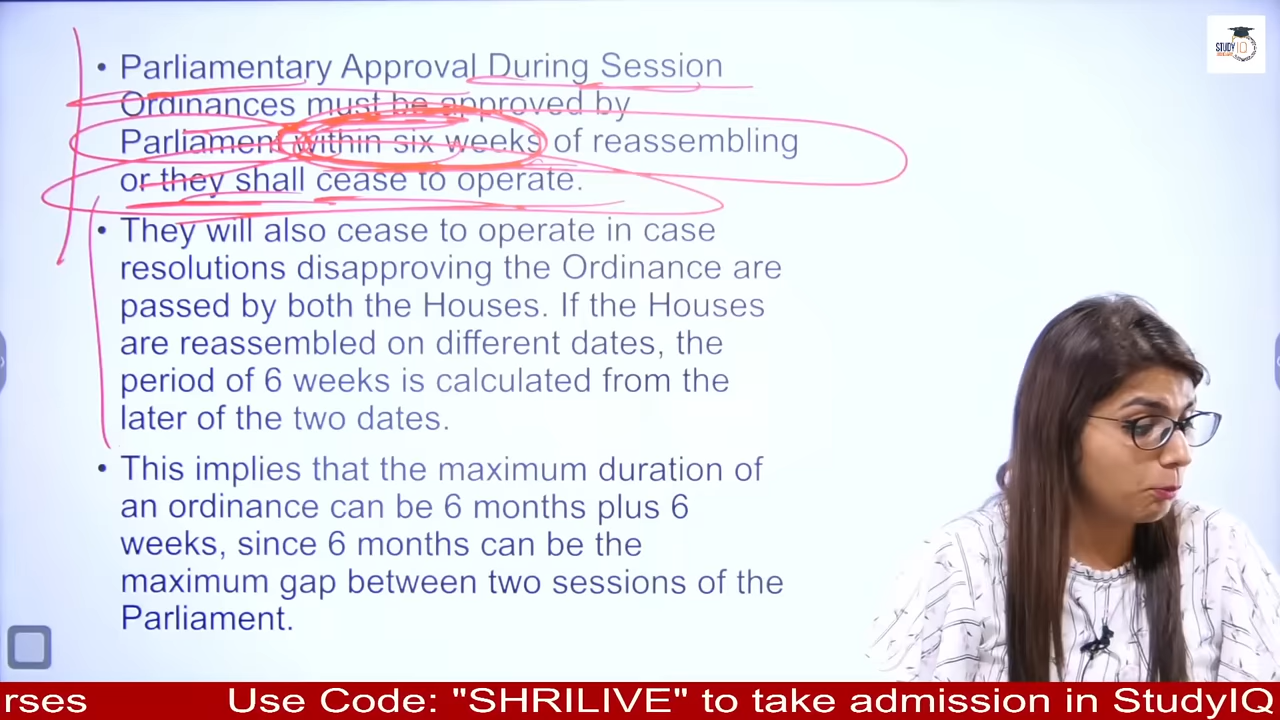 STUDY IQ
• Parliamentary Approval During Session
Ordinances must be approved by
Parliament within six weeks of reassembling
or they shall cease to operate.
• They will also cease to operate in case
resolutions disapproving the Ordinance are
passed by both the Houses. If the Houses
are reassembled on different dates, the
period of 6 weeks is calculated from the
later of the two dates.
• This implies that the maximum duration of
an ordinance can be 6 months plus 6
weeks, since 6 months can be the
maximum gap between two sessions of the
Parliament.
rses Use Code: "SHRILIVE" to take admission in StudyIQ